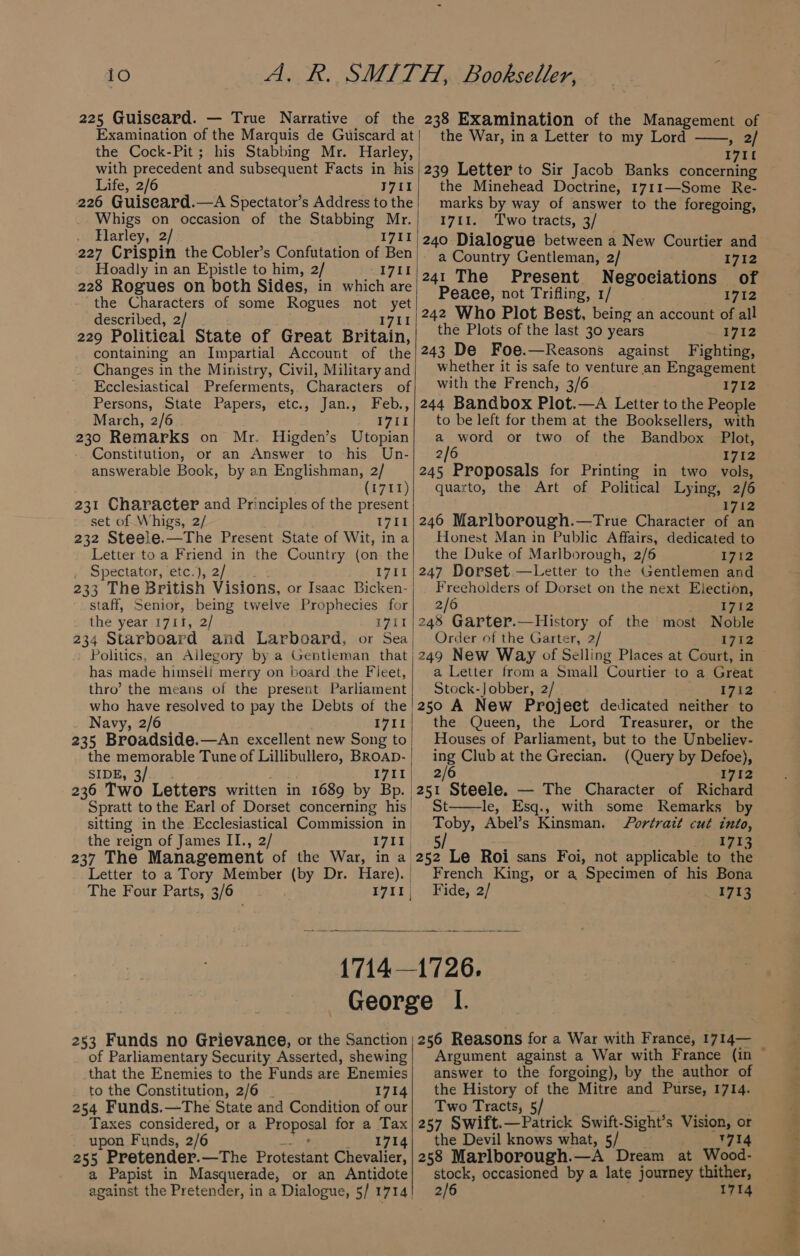 10 A. R. SMITH, Bookseller,
225 Guiscard. — True Narrative of the
Examination of the Marquis de Guiscard at
the Cock-Pit; his Stabbing Mr. Harley,
with precedent and subsequent Facts in his
Life, 2/6 1711
226 Guiscard.—A Spectator's Address to the
Whigs on occasion of the Stabbing Mr.
Harley, 2/ 1711
227 Crispin the Cobler's Confutation of Ben
Hoadly in an Epistle to him, 2/ 1711
228 Rogues on both Sides, in which are
the Characters of some Rogues not yet
described, 2/ 1711
229 Political State of Great Britain,
containing an Impartial Account of the
Changes in the Ministry, Civil, Military and
Ecclesiastical Preferments, Characters of
Persons, State Papers, etc., Jan., Feb.,
March, 2/6 1711
230 Remarks on Mr. Higden's Utopian
Constitution, or an Answer to his Un-
answerable Book, by an Englishman, 2/
(1711)
231 Character and Principles of the present
set of Whigs, 2/ 1711
232 Steele.—The Present State of Wit, in a
Letter to a Friend in the Country (on the
Spectator, etc.), 2/ 1711
233 The British Visions, or Isaac Bicken-
staff, Senior, being twelve Prophecies for
the year 1711, 2/ 1711
234 Starboard and Larboard, or Sea
Politics, an Allegory by a Gentleman that
has made himself merry on board the Fleet,
thro' the means of the present Parliament
who have resolved to pay the Debts of the
Navy, 2/6 1711
235 Broadside.—An excellent new Song to
the memorable Tune of Lillibullero, BROAD-
SIDE, 3/ 1711
236 Two Letters written in 1689 by Bp.
Spratt to the Earl of Dorset concerning his
sitting in the Ecclesiastical Commission in
the reign of James II., 2/ 1711
237 The Management of the War, in a
Letter to a Tory Member (by Dr. Hare).
The Four Parts, 3/6 1711
238 Examination of the Management of
the War, in a Letter to my Lord ——, 2/
1711
239 Letter to Sir Jacob Banks concerning
the Minehead Doctrine, 1711—Some Re-
marks by way of answer to the foregoing,
1711. Two tracts, 3/
240 Dialogue between a New Courtier and
a Country Gentleman, 2/ 1712
241 The Present Negociations of
Peace, not Trifling, 1/ 1712
242 Who Plot Best, being an account of all
the Plots of the last 30 years 1712
243 De Foe.—Reasons against Fighting,
whether it is safe to venture an Engagement
with the French, 3/6 1712
244 Bandbox Plot.—A Letter to the People
to be left for them at the Booksellers, with
a word or two of the Bandbox Plot,
2/6 1712
245 Proposals for Printing in two vols,
quarto, the Art of Political Lying, 2/6
1712
246 Marlborough.—True Character of an
Honest Man in Public Affairs, dedicated to
the Duke of Marlborough, 2/6 1712
247 Dorset.—Letter to the Gentlemen and
Freeholders of Dorset on the next Election,
2/6 1712
248 Garter.—History of the most Noble
Order of the Garter, 2/ 1712
249 New Way of Selling Places at Court, in
a Letter from a Small Courtier to a Great
Stock-Jobber, 2/ 1712
250 A New Project dedicated neither to
the Queen, the Lord Treasurer, or the
Houses of Parliament, but to the Unbeliev-
ing Club at the Grecian. (Query by Defoe),
2/6 1712
251 Steele. — The Character of Richard
St——le, Esq., with some Remarks by
Toby, Abel's Kinsman. Portrait cut into,
5/ 1713
252 Le Roi sans Foi, not applicable to the
French King, or a Specimen of his Bona
Fide, 2/ 1713
1714—1726.
George I.
253 Funds no Grievance, or the Sanction
of Parliamentary Security Asserted, shewing
that the Enemies to the Funds are Enemies
to the Constitution, 2/6 1714
254 Funds.—The State and Condition of our
Taxes considered, or a Proposal for a Tax
upon Funds, 2/6 1714
255 Pretender.—The Protestant Chevalier,
a Papist in Masquerade, or an Antidote
against the Pretender, in a Dialogue, 5/ 1714
256 Reasons for a War with France, 1714—
Argument against a War with France (in
answer to the forgoing), by the author of
the History of the Mitre and Purse, 1714.
Two Tracts, 5/
257 Swift.—Patrick Swift-Sight's Vision, or
the Devil knows what, 5/ 1714
258 Marlborough.—A Dream at Wood-
stock, occasioned by a late journey thither,
2/6 1714